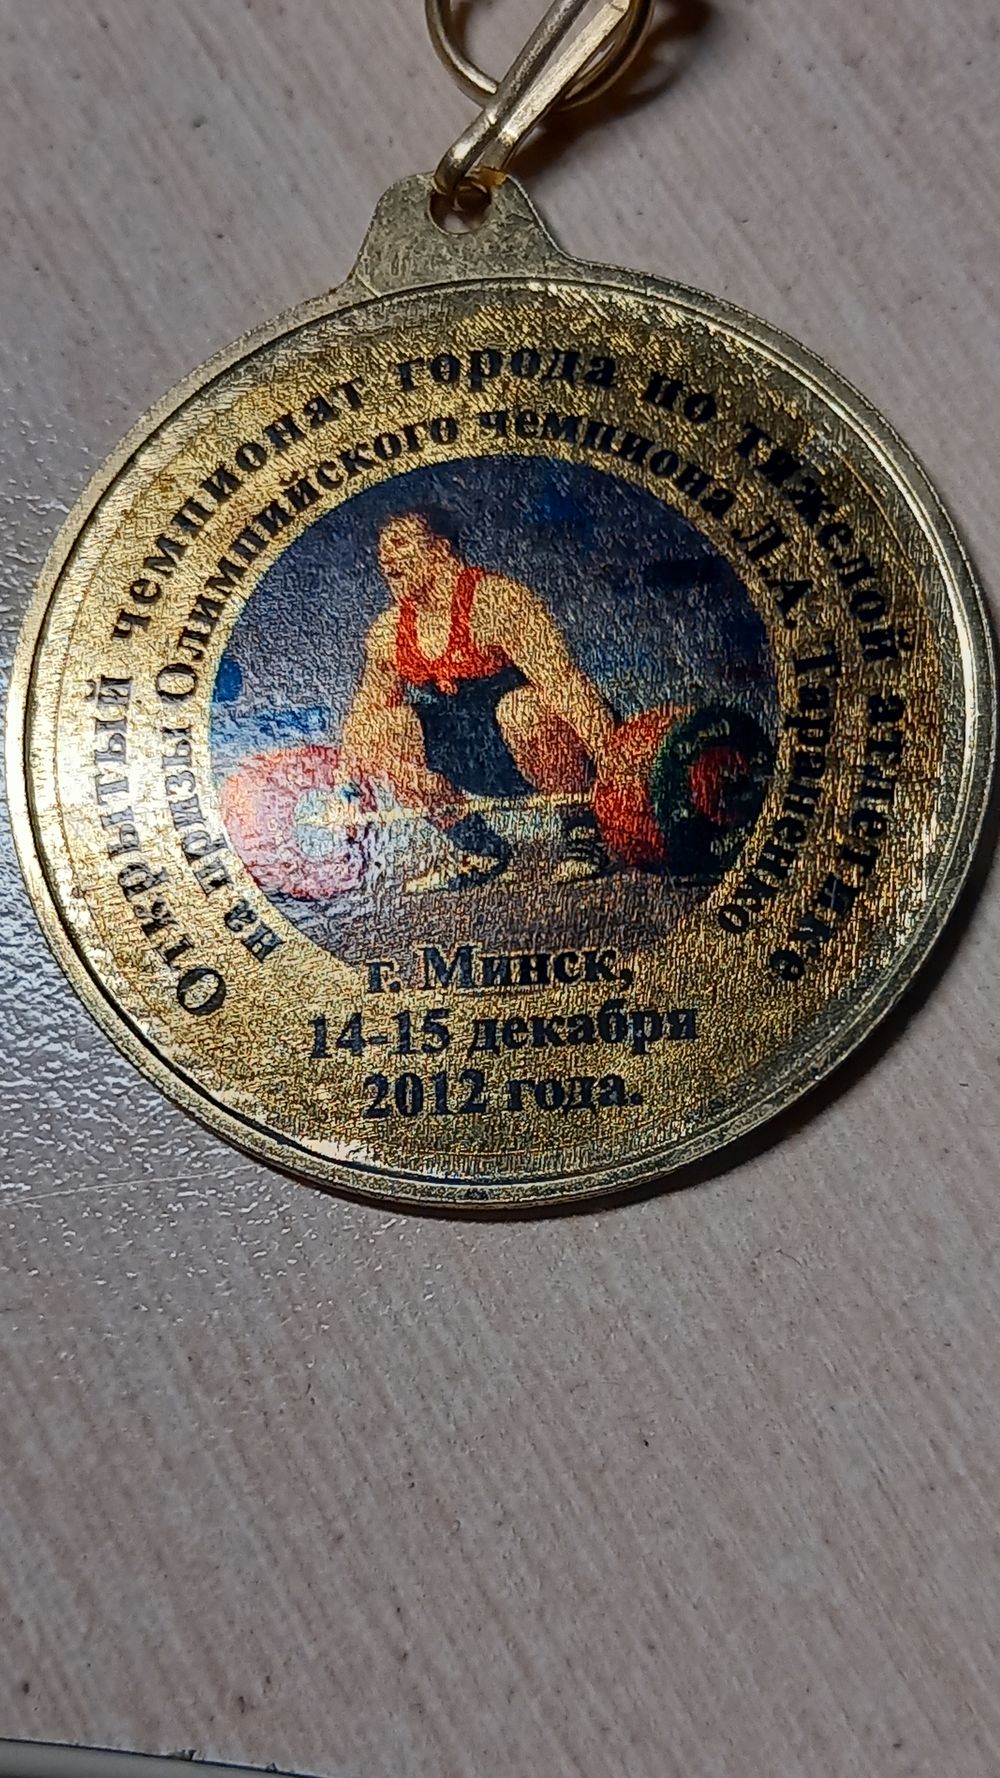 Открытый чемпионат города по тяжелой атлетике
на призы Олимпийского чемпиона Л.А. Тараненко
г. Минск,
14-15 декабря
2012 года.